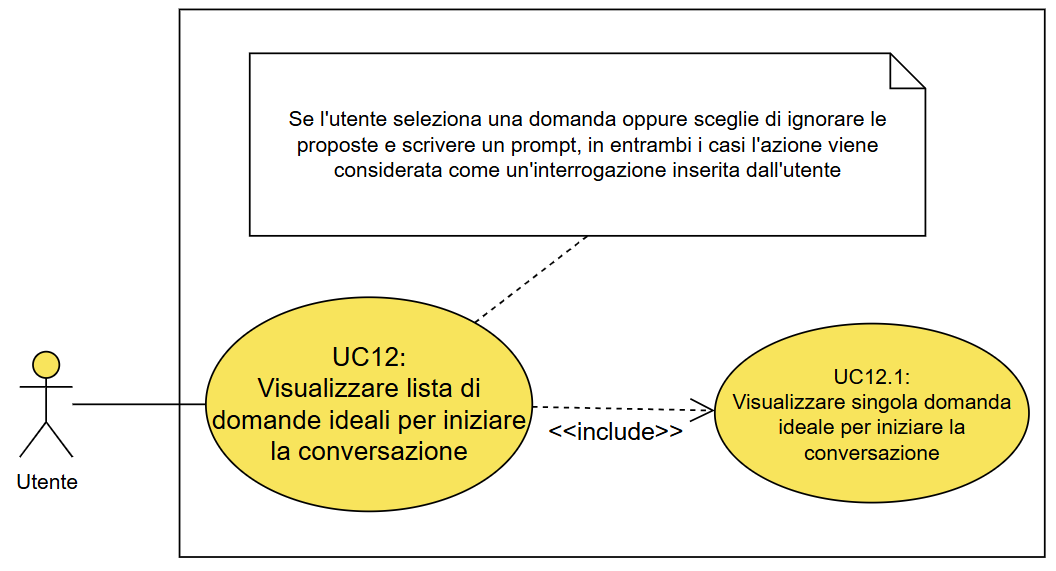 Se l'utente seleziona una domanda oppure sceglie di ignorare le
proposte e scrivere un prompt, in entrambi i casi l'azione viene
considerata come un'interrogazione inserita dall'utente
UC12:
Visualizzare lista di
domande ideali per iniziare
la conversazione
<<include>>
UC12.1:
Visualizzare singola domanda
ideale per iniziare la
conversazione
Utente